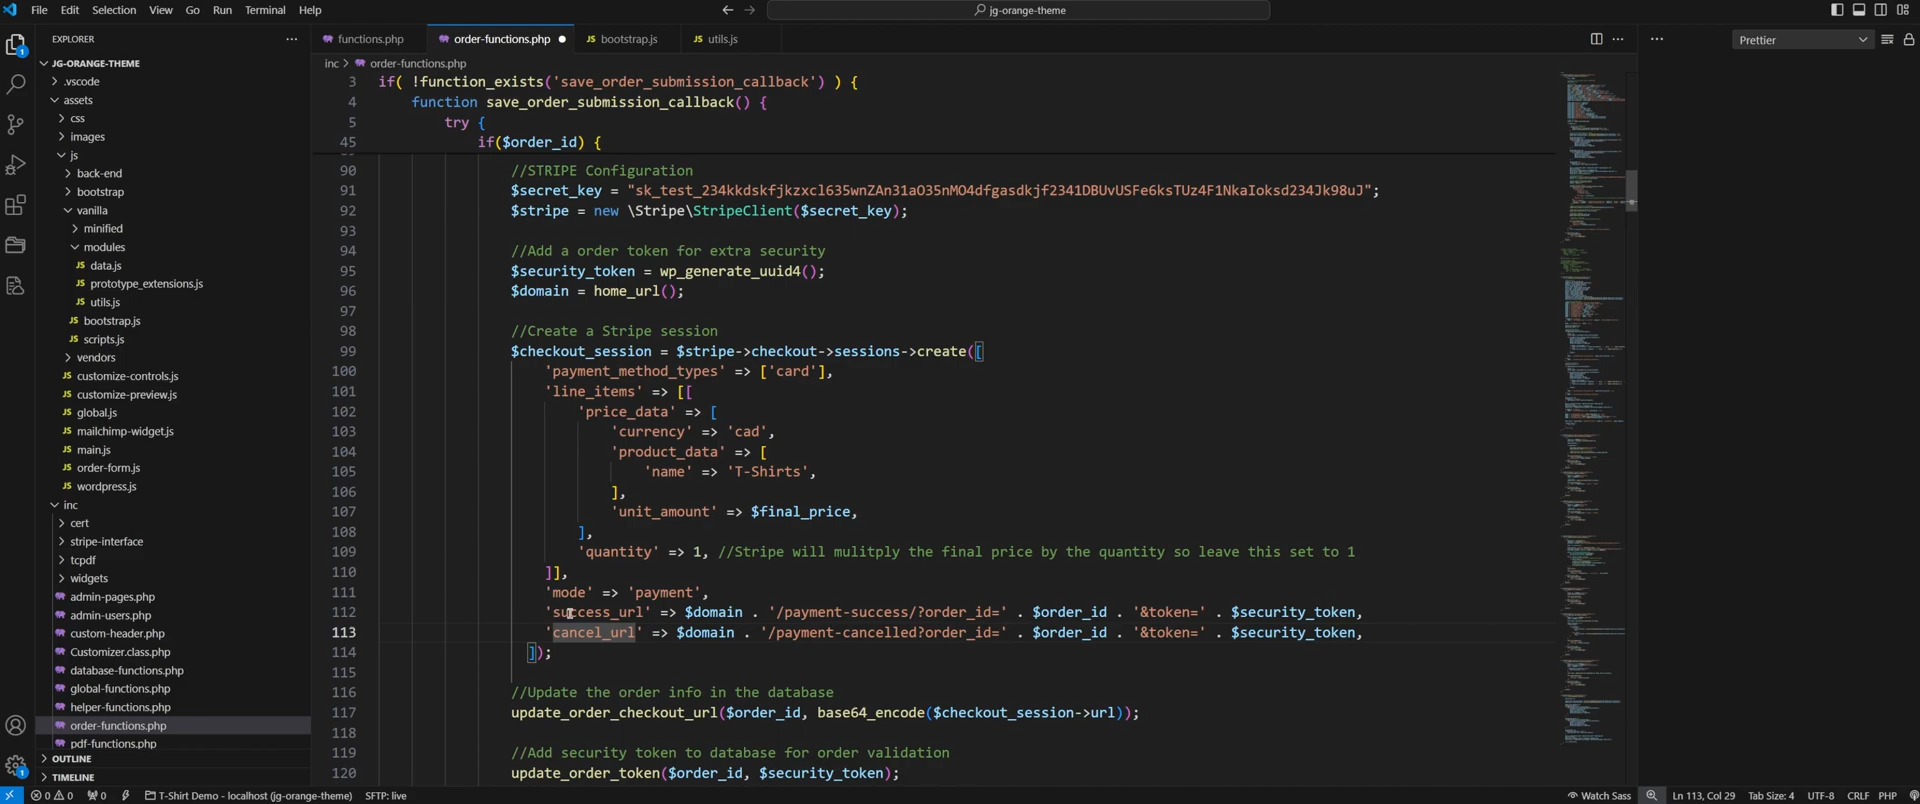 File Edit Selection View Go Run Terminal Help
jg-orange-theme
EXPLORER
JG-ORANGE-THEME
.vscode
assets
css
images
js
back-end
bootstrap
vanilla
minified
modules
data.js
prototype_extensions.js
utils.js
bootstrap.js
scripts.js
vendors
customize-controls.js
customize-preview.js
global.js
mailchimp-widget.js
main.js
order-form.js
wordpress.js
inc
cert
stripe-interface
tcpdf
widgets
admin-pages.php
admin-users.php
custom-header.php
Customizer.class.php
database-functions.php
global-functions.php
helper-functions.php
order-functions.php
pdf-functions.php
OUTLINE
TIMELINE
functions.php order-functions.php bootstrap.js utils.js
Prettier
inc > order-functions.php
3 if( !function_exists('save_order_submission_callback') ) {
4 function save_order_submission_callback() {
5 try {
45 if($order_id) {
90 //STRIPE Configuration
91 $secret_key = "sk_test_234kkdskfjkzxcl635wnZAn31aO35nMO4dfgasdkjf2341DBUvUSFe6ksTUz4F1NkaIoksd234Jk98uJ";
92 $stripe = new \Stripe\StripeClient($secret_key);
93
94 //Add a order token for extra security
95 $security_token = wp_generate_uuid4();
96 $domain = home_url();
97
98 //Create a Stripe session
99 $checkout_session = $stripe->checkout->sessions->create([
100 'payment_method_types' => ['card'],
101 'line_items' => [[
102 'price_data' => [
103 'currency' => 'cad',
104 'product_data' => [
105 'name' => 'T-Shirts',
106 ],
107 'unit_amount' => $final_price,
108 ],
109 'quantity' => 1, //Stripe will mulitply the final price by the quantity so leave this set to 1
110 ]],
111 'mode' => 'payment',
112 'success_url' => $domain . '/payment-success/?order_id=' . $order_id . '&token=' . $security_token,
113 'cancel_url' => $domain . '/payment-cancelled?order_id=' . $order_id . '&token=' . $security_token,
114 ]);
115
116 //Update the order info in the database
117 update_order_checkout_url($order_id, base64_encode($checkout_session->url));
118
119 //Add security token to database for order validation
120 update_order_token($order_id, $security_token);
1
1
0 0 0 T-Shirt Demo - localhost (jg-orange-theme) SFTP: live
Watch Sass Ln 113, Col 29 Tab Size: 4 UTF-8 CRLF PHP